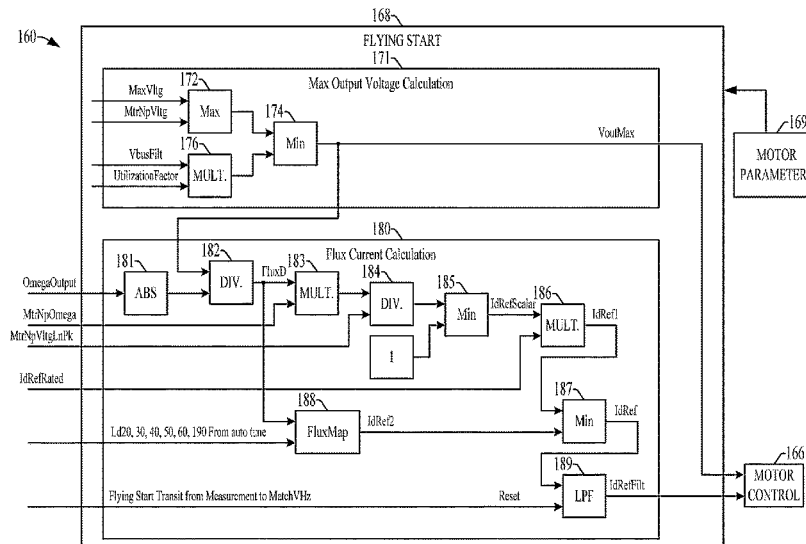 160
168
FLYING START
171
Max Output Voltage Calculation
MaxVltg
MtrNpVltg
172
Max
174
Min
VbusFilt
UtilizationFactor
176
MULT.
VoutMax
169
MOTOR
PARAMETER
180
Flux Current Calculation
OmegaOutput
181
ABS
182
DIV.
FluxD
183
MULT.
184
DIV.
185
Min
IdRefScalar
186
MULT.
IdRef1
MtrNpOmega
MtrNpVltgLnPk
1
IdRefRated
187
Min
IdRef
188
FluxMap
IdRef2
Ld20, 30, 40, 50, 60, 190 From auto tune
189
LPF
IdRefFilt
Flying Start Transit from Measurement to MatchVHz
Reset
166
MOTOR
CONTROL